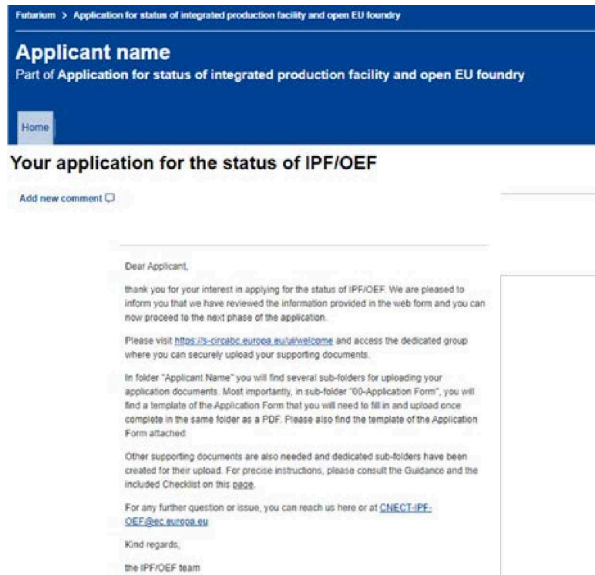 Futurium > Application for status of integrated production facility and open EU foundry
Applicant name
Part of Application for status of integrated production facility and open EU foundry
Home
Your application for the status of IPF/OEF
Add new comment
Dear Applicant,
thank you for your interest in applying for the status of IPF/OEF. We are pleased to
inform you that we have reviewed the information provided in the web form and you can
now proceed to the next phase of the application.
Please visit https://s-circabc.europa.eu/ui/welcome and access the dedicated group
where you can securely upload your supporting documents.
In folder "Applicant Name" you will find several sub-folders for uploading your
application documents. Most importantly, in sub-folder "00-Application Form", you will
find a template of the Application Form that you will need to fill in and upload once
complete in the same folder as a PDF. Please also find the template of the Application
Form attached.
Other supporting documents are also needed and dedicated sub-folders have been
created for their upload. For precise instructions, please consult the Guidance and the
included Checklist on this page.
For any further question or issue, you can reach us here or at CNECT-IPF-
OEF@ec.europa.eu
Kind regards,
the IPF/OEF team